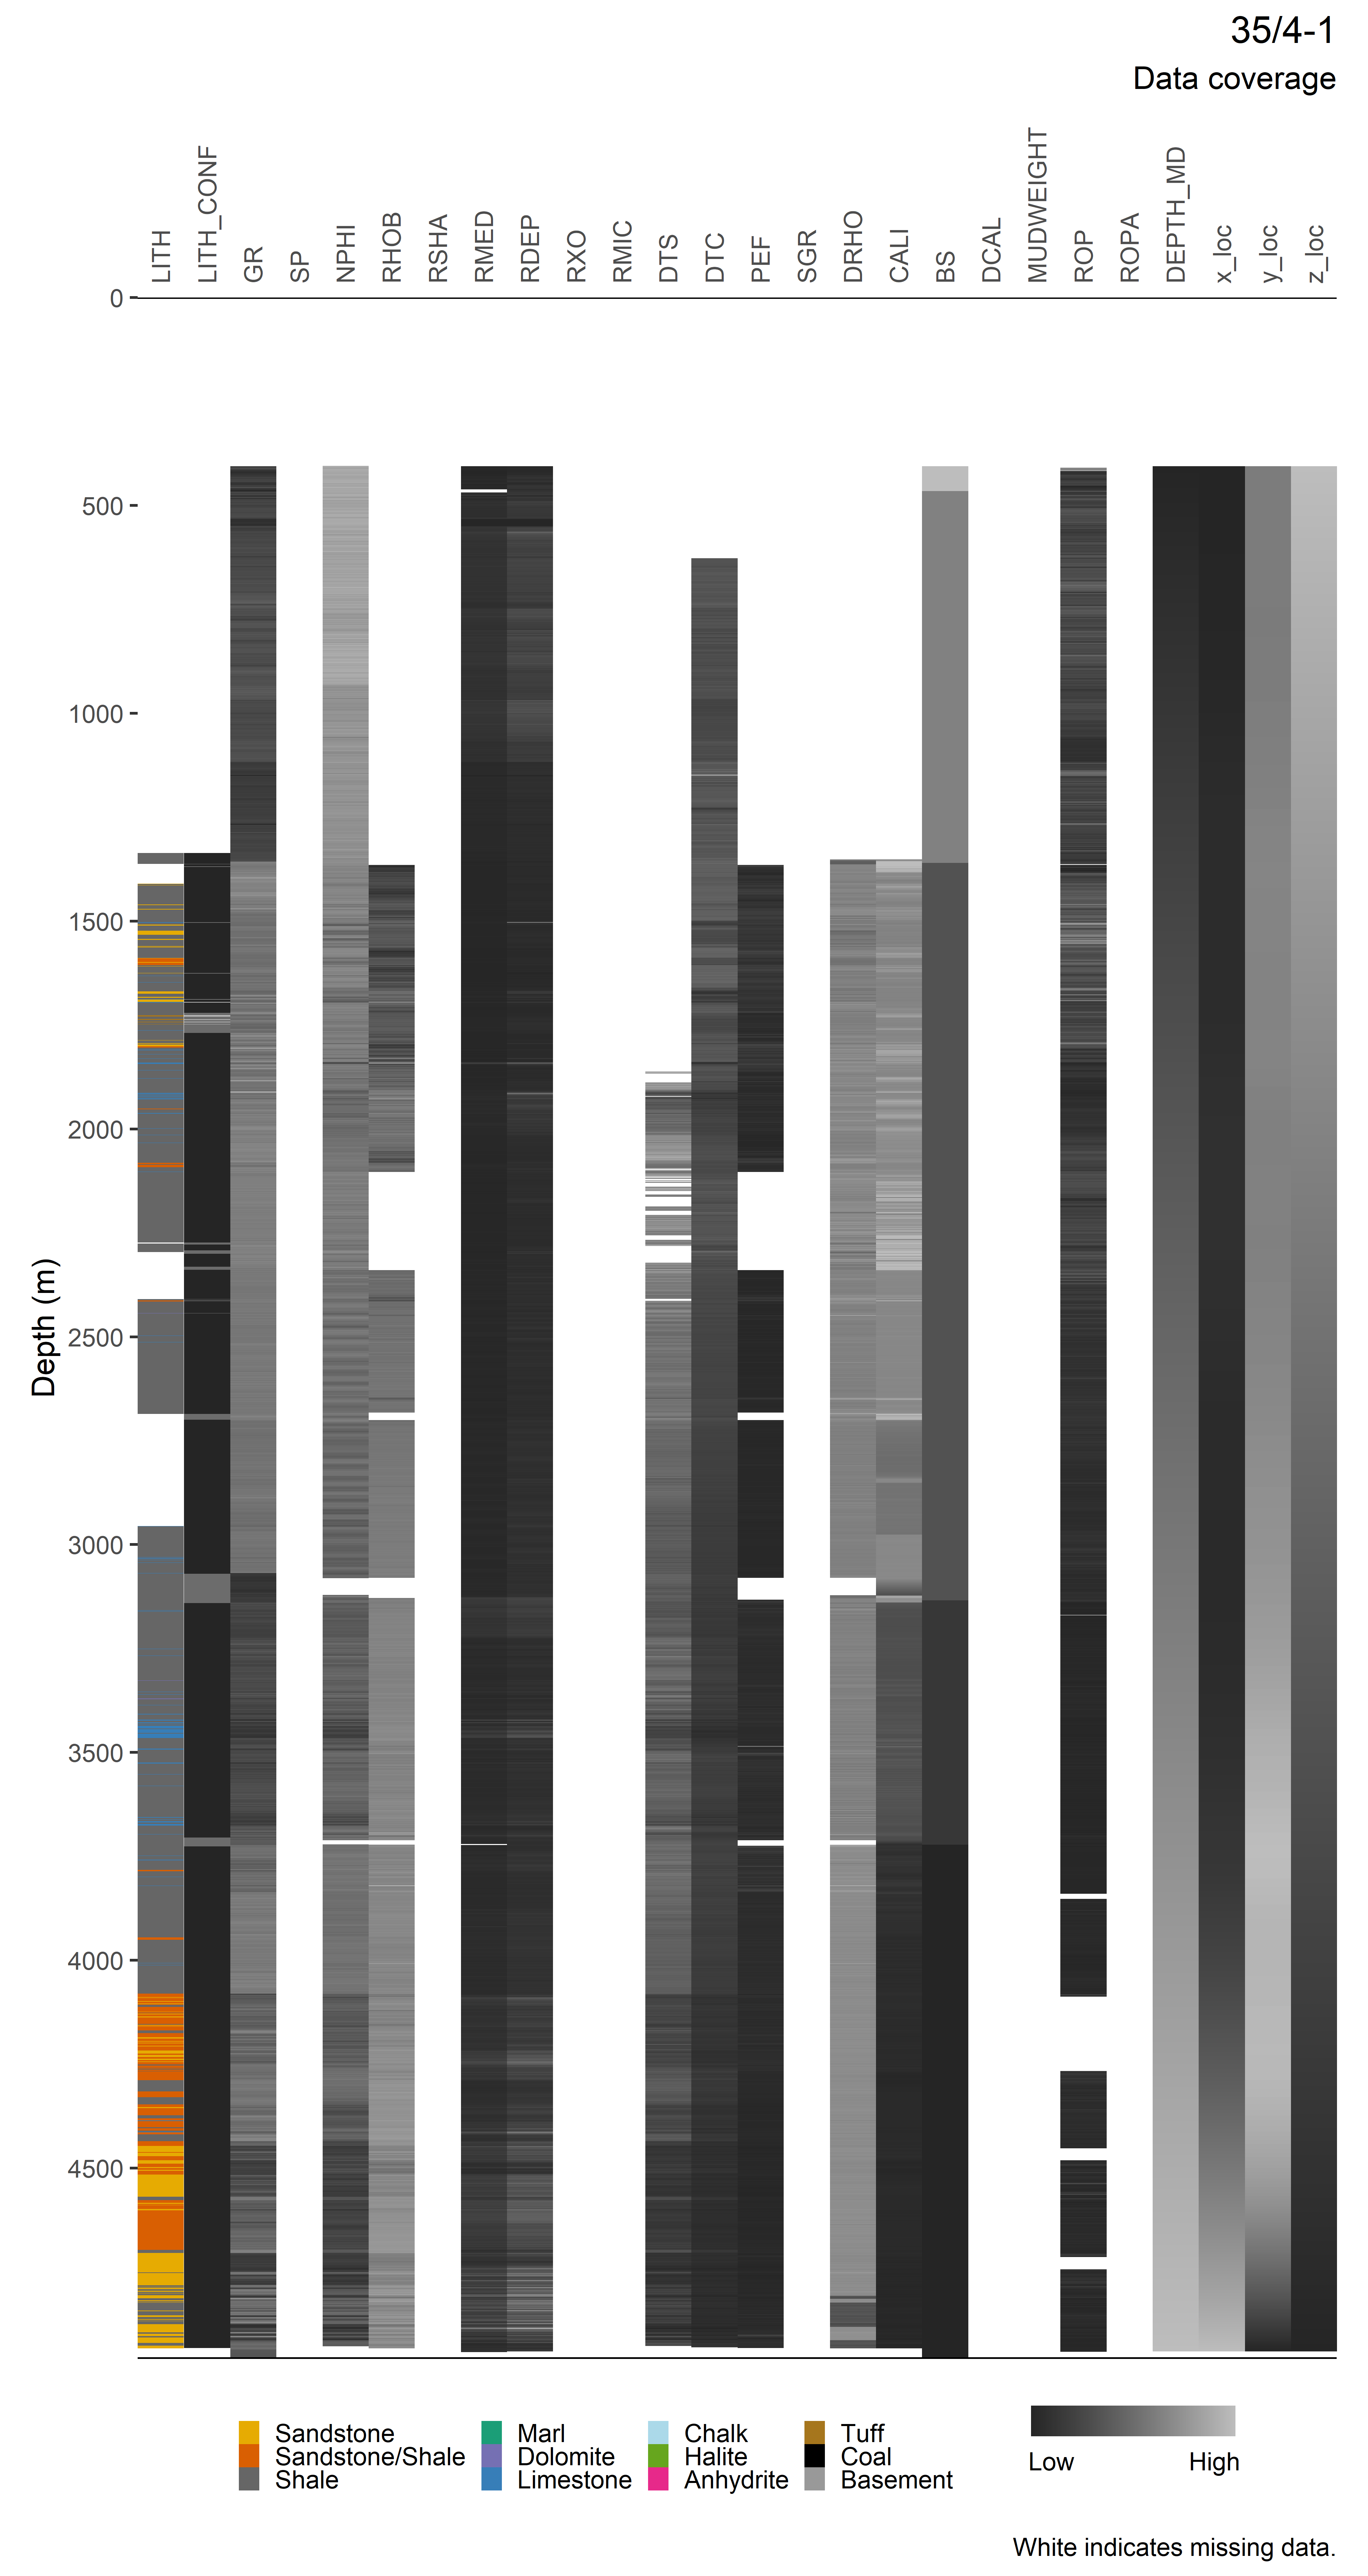 35/4-1
Data coverage
LITH
LITH_CONF
GR
SP
NPHI
RHOB
RSHA
RMED
RDEP
RXO
RMIC
DTS
DTC
PEF
SGR
DRHO
CALI
BS
DCAL
MUDWEIGHT
ROP
ROPA
DEPTH_MD
x_loc
y_loc
z_loc
Depth (m)
0
500
1000
1500
2000
2500
3000
3500
4000
4500
Sandstone
Sandstone/Shale
Shale
Marl
Dolomite
Limestone
Chalk
Halite
Anhydrite
Tuff
Coal
Basement
Low High
White indicates missing data.